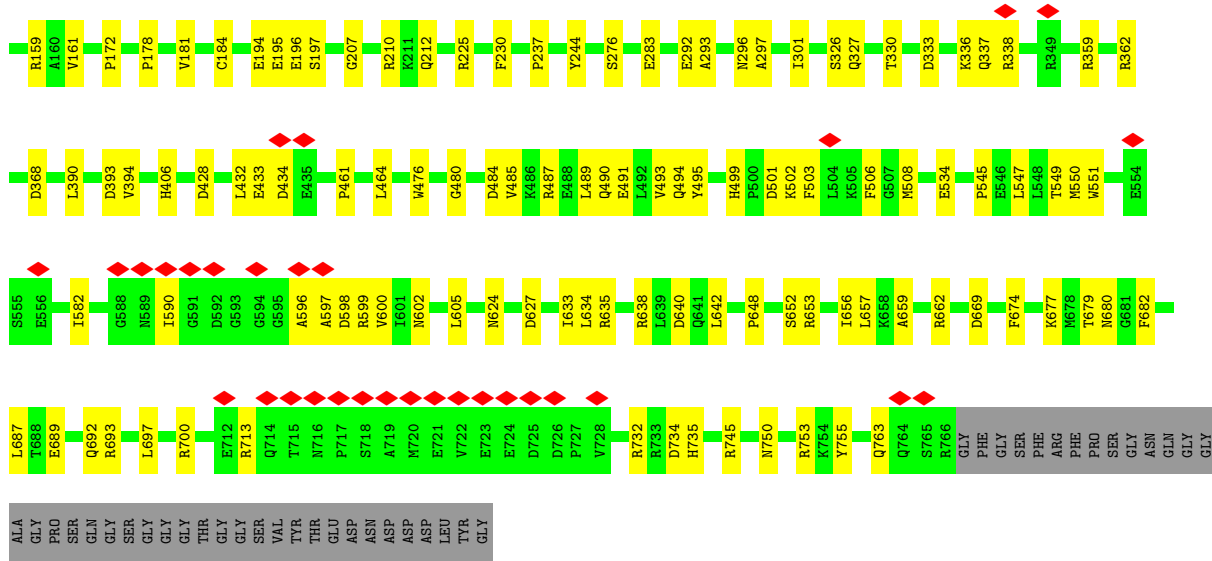 R159 A160 V161 P172 P178 V181 C184 E194 E195 E196 S197 G207 R210 K211 Q212 R225 F230 P237 Y244 S276 E283 E292 A293 N296 A297 I301 S326 Q327 T330 D333 K336 Q337 R338 R349 R359 R362
D368 L390 D393 V394 H406 D428 L432 E433 D434 E435 P461 L464 W476 G480 D484 V485 K486 R487 E488 L489 Q490 E491 L492 V493 Q494 Y495 H499 P500 D501 K502 F503 L504 K505 F506 G507 M508 E534 P545 E546 L547 L548 T549 M550 W551 E554
S555 E556 I582 G588 N589 I590 G591 D592 G593 G594 G595 A596 A597 D598 R599 V600 I601 N602 L605 N624 D627 I633 L634 R635 R638 L639 D640 Q641 L642 P648 S652 R653 I656 L657 K658 A659 R662 D669 F674 K677 M678 T679 N680 G681 F682
L687 T688 E689 Q692 R693 L697 R700 E712 R713 Q714 T715 N716 P717 S718 A719 M720 E721 V722 E723 E724 D725 D726 P727 V728 R732 R733 D734 H735 R745 N750 R753 K754 Y755 Q763 Q764 S765 R766 GLY PHE GLY SER PHE ARG PHE PRO SER GLY ASN GLN GLY GLY
ALA GLY PRO SER GLN GLY SER GLY GLY GLY THR GLY GLY SER VAL TYR THR GLU ASP ASN ASP ASP ASP LEU TYR GLY